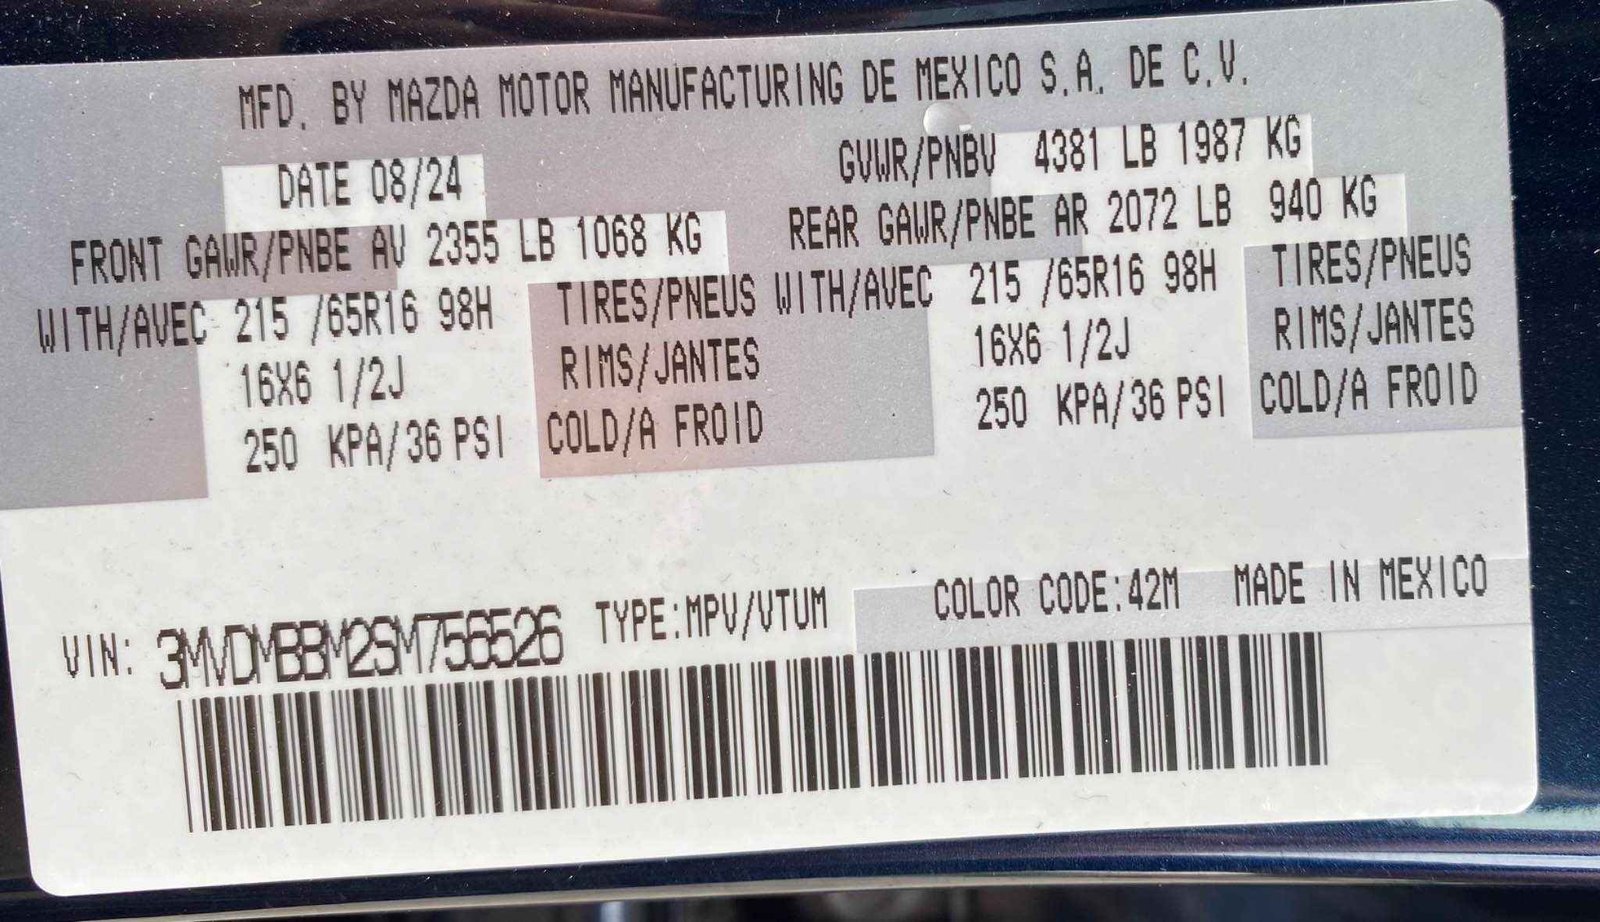 MFD. BY MAZDA MOTOR MANUFACTURING DE MEXICO S.A. DE C.V.
DATE 08/24 GVWR/PNBV 4381 LB 1987 KG
FRONT GAWR/PNBE AV 2355 LB 1068 KG REAR GAWR/PNBE AR 2072 LB 940 KG
WITH/AVEC 215 /65R16 98H TIRES/PNEUS WITH/AVEC 215 /65R16 98H TIRES/PNEUS
16X6 1/2J RIMS/JANTES 16X6 1/2J RIMS/JANTES
250 KPA/36 PSI COLD/A FROID 250 KPA/36 PSI COLD/A FROID
VIN: 3MVDMBBM2SM756526 TYPE:MPV/VTUM COLOR CODE:42M MADE IN MEXICO